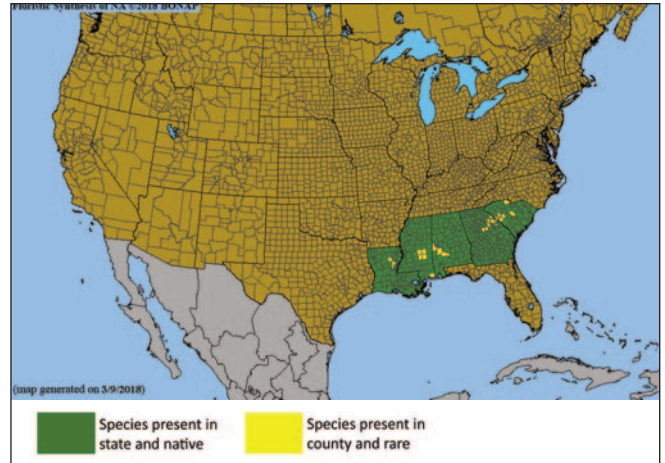 Floristic Synthesis of NA ©2018 BONAP
(map generated on 3/9/2018)
Species present in
state and native
Species present in
county and rare